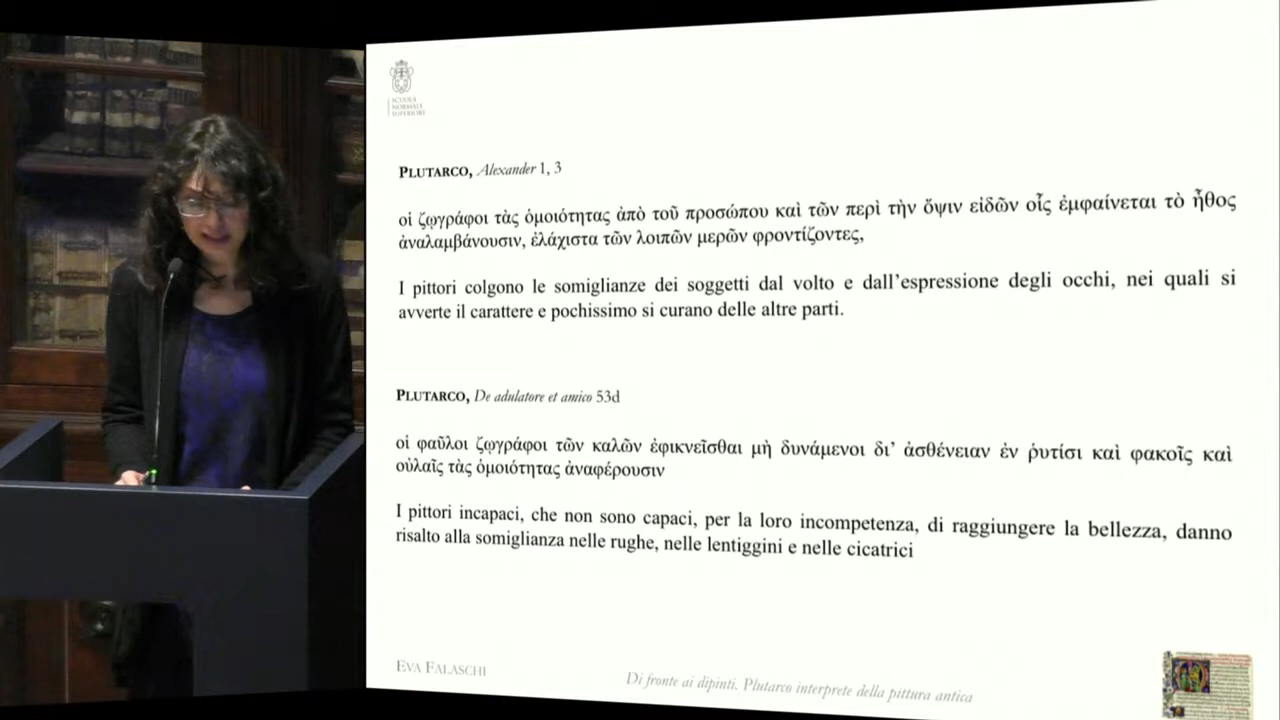 SCUOLA
NORMALE
SUPERIORE
PLUTARCO, Alexander 1, 3
οἱ ζῳγράφοι τὰς ὁμοιότητας ἀπὸ τοῦ προσώπου καὶ τῶν περὶ τὴν ὄψιν εἰδῶν οἷς ἐμφαίνεται τὸ ἦθος
ἀναλαμβάνουσιν, ἐλάχιστα τῶν λοιπῶν μερῶν φροντίζοντες,
I pittori colgono le somiglianze dei soggetti dal volto e dall'espressione degli occhi, nei quali si
avverte il carattere e pochissimo si curano delle altre parti.
PLUTARCO, De adulatore et amico 53d
οἱ φαῦλοι ζῳγράφοι τῶν καλῶν ἐφικνεῖσθαι μὴ δυνάμενοι δι' ἀσθένειαν ἐν ῥυτίσι καὶ φακοῖς καὶ
οὐλαῖς τὰς ὁμοιότητας ἀναφέρουσιν
I pittori incapaci, che non sono capaci, per la loro incompetenza, di raggiungere la bellezza, danno
risalto alla somiglianza nelle rughe, nelle lentiggini e nelle cicatrici
EVA FALASCHI
Di fronte ai dipinti. Plutarco interprete della pittura antica